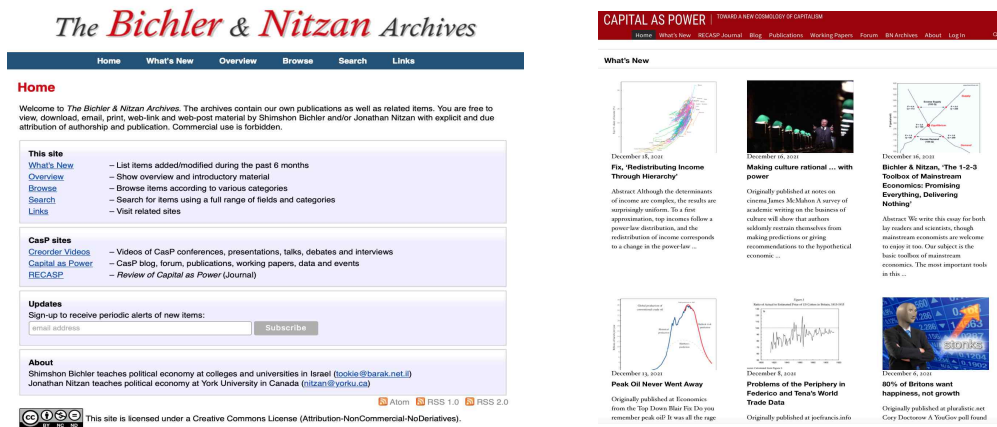 The Bichler & Nitzan Archives
Home What's New Overview Browse Search Links
Home
Welcome to The Bichler & Nitzan Archives. The archives contain our own publications as well as related items. You are free to
view, download, email, print, web-link and web-post material by Shimshon Bichler and/or Jonathan Nitzan with explicit and due
attribution of authorship and publication. Commercial use is forbidden.
This site
What's New – List items added/modified during the past 6 months
Overview – Show overview and introductory material
Browse – Browse items according to various categories
Search – Search for items using a full range of fields and categories
Links – Visit related sites
CasP sites
Creorder Videos – Videos of CasP conferences, presentations, talks, debates and interviews
Capital as Power – CasP blog, forum, publications, working papers, data and events
RECASP – Review of Capital as Power (Journal)
Updates
Sign-up to receive periodic alerts of new items:
email address Subscribe
About
Shimshon Bichler teaches political economy at colleges and universities in Israel (tookie@barak.net.il)
Jonathan Nitzan teaches political economy at York University in Canada (nitzan@yorku.ca)
Atom RSS 1.0 RSS 2.0
cc BY NC ND This site is licensed under a Creative Commons License (Attribution-NonCommercial-NoDerivatives).
CAPITAL AS POWER | TOWARD A NEW COSMOLOGY OF CAPITALISM
Home What's New RECASP Journal Blog Publications Working Papers Forum BN Archives About Log In
What's New
December 18, 2021
Fix, 'Redistributing Income
Through Hierarchy'
Abstract Although the determinants
of income are complex, the results are
surprisingly uniform. To a first
approximation, top incomes follow a
power-law distribution, and the
redistribution of income corresponds
to a change in the power-law ...
December 16, 2021
Making culture rational … with
power
Originally published at notes on
cinema James McMahon A survey of
academic writing on the business of
culture will show that authors
seldomly restrain themselves from
making predictions or giving
recommendations to the hypothetical
economic ...
December 16, 2021
Bichler & Nitzan, 'The 1-2-3
Toolbox of Mainstream
Economics: Promising
Everything, Delivering
Nothing'
Abstract We write this essay for both
lay readers and scientists, though
mainstream economists are welcome
to enjoy it too. Our subject is the
basic toolbox of mainstream
economics. The most important tools
in this ...
December 13, 2021
Peak Oil Never Went Away
Originally published at Economics
from the Top Down Blair Fix Do you
remember peak oil? It was all the rage
December 8, 2021
Problems of the Periphery in
Federico and Tena's World
Trade Data
Originally published at joefrancis.info
stonks
December 6, 2021
80% of Britons want
happiness, not growth
Originally published at pluralistic.net
Cory Doctorow A YouGov poll found